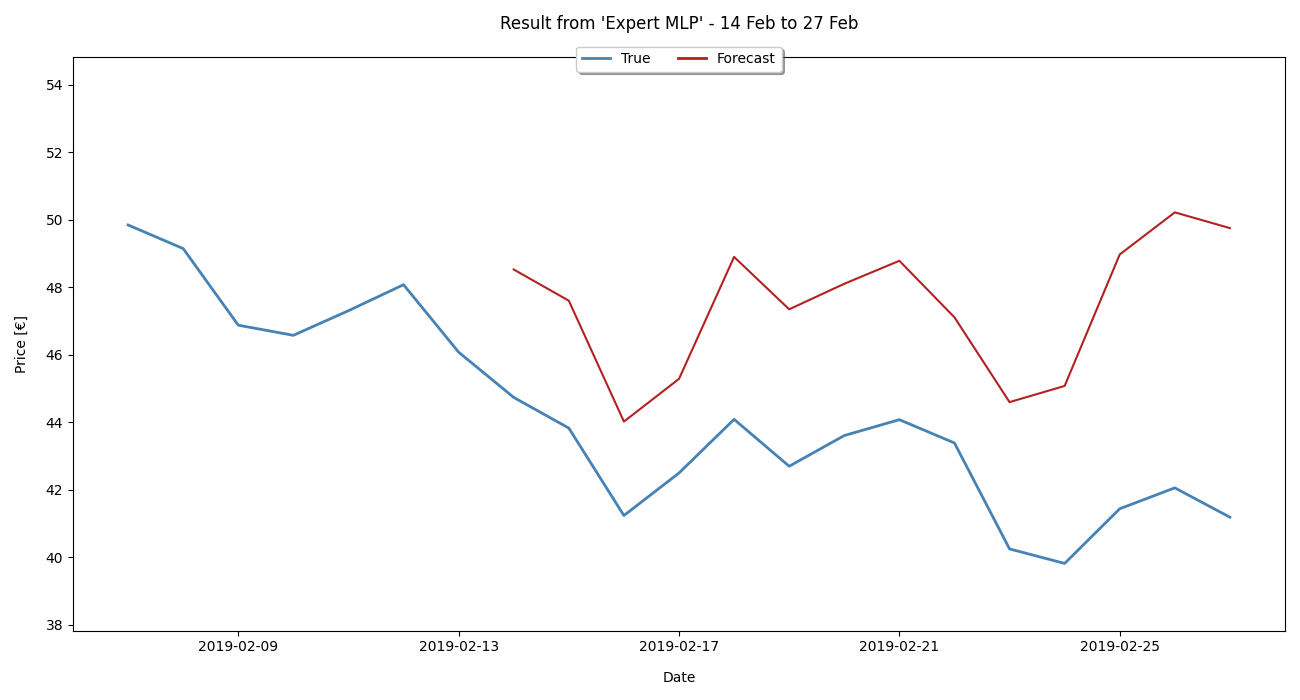 Result from 'Expert MLP' - 14 Feb to 27 Feb
True Forecast
54
52
50
48
46
44
42
40
38
Price [€]
2019-02-09 2019-02-13 2019-02-17 2019-02-21 2019-02-25
Date